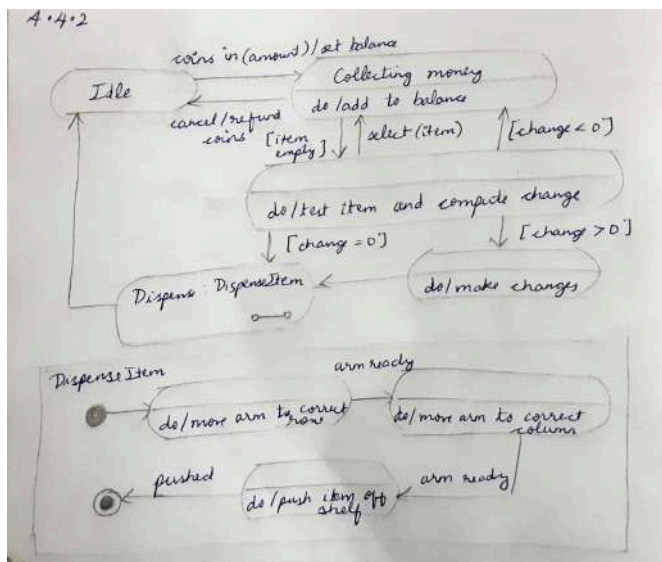 4.4.2
coins in (amount)/set balance
Idle
Collecting money
do/add to balance
cancel/refund
coins
[item
empty]
select (item)
[change < 0]
do/test item and compute change
[change = 0]
[change > 0]
Dispense : DispenseItem
do/make changes
DispenseItem
arm ready
do/move arm to correct
row
do/move arm to correct
column
pushed
arm ready
do/push item off
shelf